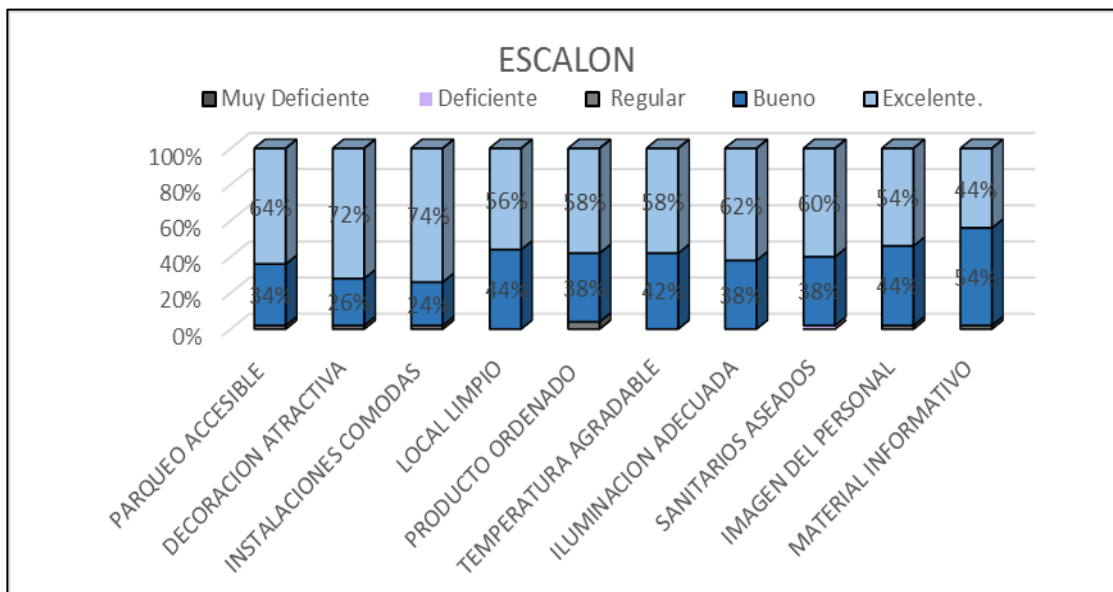 ESCALON
Muy Deficiente Deficiente Regular Bueno Excelente.
100%
80%
60%
40%
20%
0%
64% 72% 74% 56% 58% 58% 62% 60% 54% 44%
34% 26% 24% 44% 38% 42% 38% 38% 44% 54%
PARQUEO ACCESIBLE
DECORACION ATRACTIVA
INSTALACIONES COMODAS
LOCAL LIMPIO
PRODUCTO ORDENADO
TEMPERATURA AGRADABLE
ILUMINACION ADECUADA
SANITARIOS ASEADOS
IMAGEN DEL PERSONAL
MATERIAL INFORMATIVO